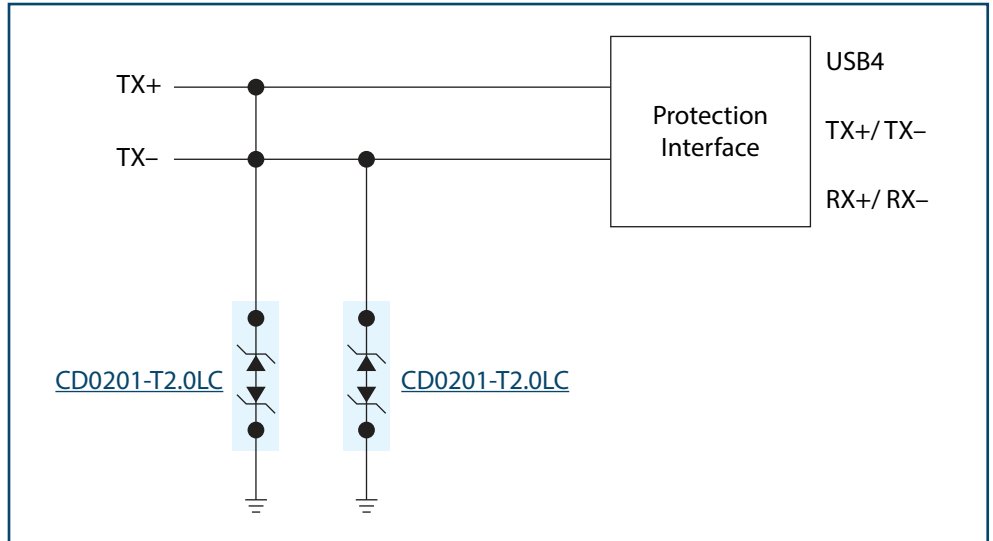 TX+
TX–
Protection
Interface
USB4
TX+/ TX–
RX+/ RX–
CD0201-T2.0LC
CD0201-T2.0LC